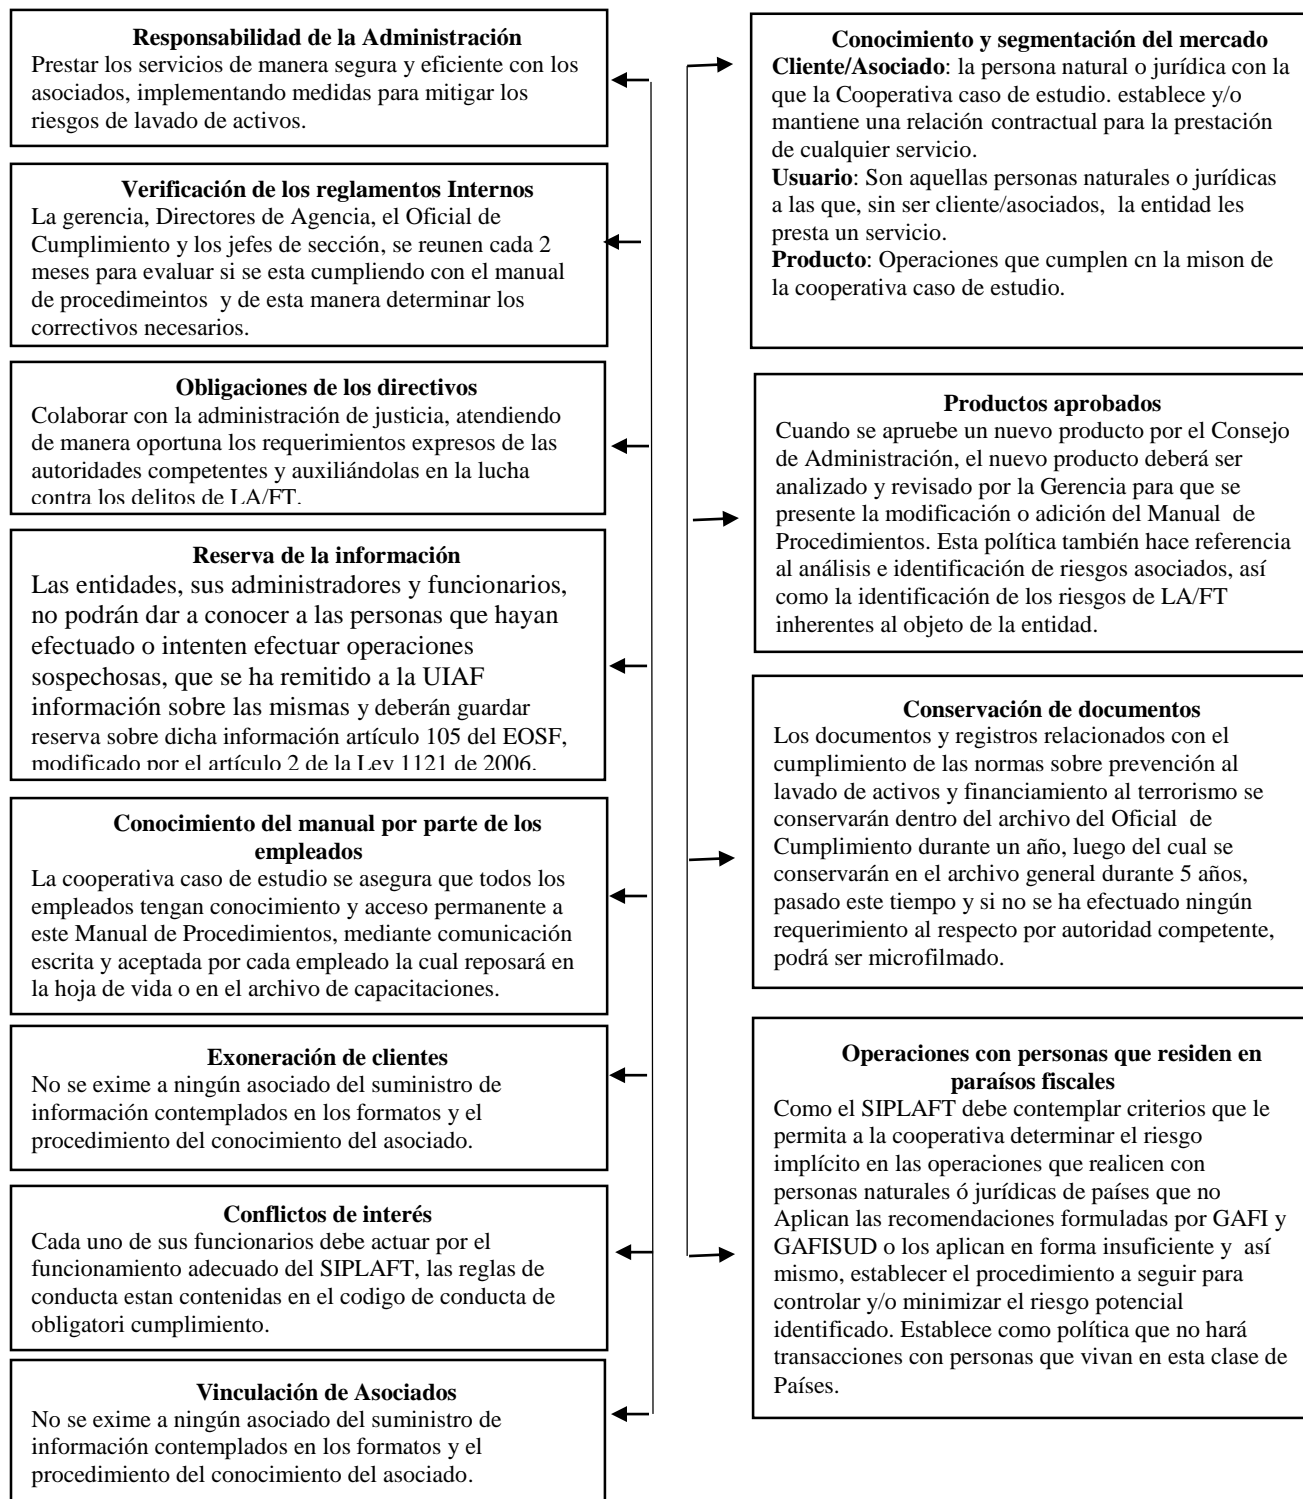 Responsabilidad de la Administración
Prestar los servicios de manera segura y eficiente con los
asociados, implementando medidas para mitigar los
riesgos de lavado de activos.
Verificación de los reglamentos Internos
La gerencia, Directores de Agencia, el Oficial de
Cumplimiento y los jefes de sección, se reunen cada 2
meses para evaluar si se esta cumpliendo con el manual
de procedimeintos y de esta manera determinar los
correctivos necesarios.
Obligaciones de los directivos
Colaborar con la administración de justicia, atendiendo
de manera oportuna los requerimientos expresos de las
autoridades competentes y auxiliándolas en la lucha
contra los delitos de LA/FT.
Reserva de la información
Las entidades, sus administradores y funcionarios,
no podrán dar a conocer a las personas que hayan
efectuado o intenten efectuar operaciones
sospechosas, que se ha remitido a la UIAF
información sobre las mismas y deberán guardar
reserva sobre dicha información artículo 105 del EOSF,
modificado por el artículo 2 de la Ley 1121 de 2006.
Conocimiento del manual por parte de los
empleados
La cooperativa caso de estudio se asegura que todos los
empleados tengan conocimiento y acceso permanente a
este Manual de Procedimientos, mediante comunicación
escrita y aceptada por cada empleado la cual reposará en
la hoja de vida o en el archivo de capacitaciones.
Exoneración de clientes
No se exime a ningún asociado del suministro de
información contemplados en los formatos y el
procedimiento del conocimiento del asociado.
Conflictos de interés
Cada uno de sus funcionarios debe actuar por el
funcionamiento adecuado del SIPLAFT, las reglas de
conducta estan contenidas en el codigo de conducta de
obligatori cumplimiento.
Vinculación de Asociados
No se exime a ningún asociado del suministro de
información contemplados en los formatos y el
procedimiento del conocimiento del asociado.
Conocimiento y segmentación del mercado
Cliente/Asociado: la persona natural o jurídica con la
que la Cooperativa caso de estudio. establece y/o
mantiene una relación contractual para la prestación
de cualquier servicio.
Usuario: Son aquellas personas naturales o jurídicas
a las que, sin ser cliente/asociados, la entidad les
presta un servicio.
Producto: Operaciones que cumplen cn la mison de
la cooperativa caso de estudio.
Productos aprobados
Cuando se apruebe un nuevo producto por el Consejo
de Administración, el nuevo producto deberá ser
analizado y revisado por la Gerencia para que se
presente la modificación o adición del Manual de
Procedimientos. Esta política también hace referencia
al análisis e identificación de riesgos asociados, así
como la identificación de los riesgos de LA/FT
inherentes al objeto de la entidad.
Conservación de documentos
Los documentos y registros relacionados con el
cumplimiento de las normas sobre prevención al
lavado de activos y financiamiento al terrorismo se
conservarán dentro del archivo del Oficial de
Cumplimiento durante un año, luego del cual se
conservarán en el archivo general durante 5 años,
pasado este tiempo y si no se ha efectuado ningún
requerimiento al respecto por autoridad competente,
podrá ser microfilmado.
Operaciones con personas que residen en
paraísos fiscales
Como el SIPLAFT debe contemplar criterios que le
permita a la cooperativa determinar el riesgo
implícito en las operaciones que realicen con
personas naturales ó jurídicas de países que no
Aplican las recomendaciones formuladas por GAFI y
GAFISUD o los aplican en forma insuficiente y así
mismo, establecer el procedimiento a seguir para
controlar y/o minimizar el riesgo potencial
identificado. Establece como política que no hará
transacciones con personas que vivan en esta clase de
Países.